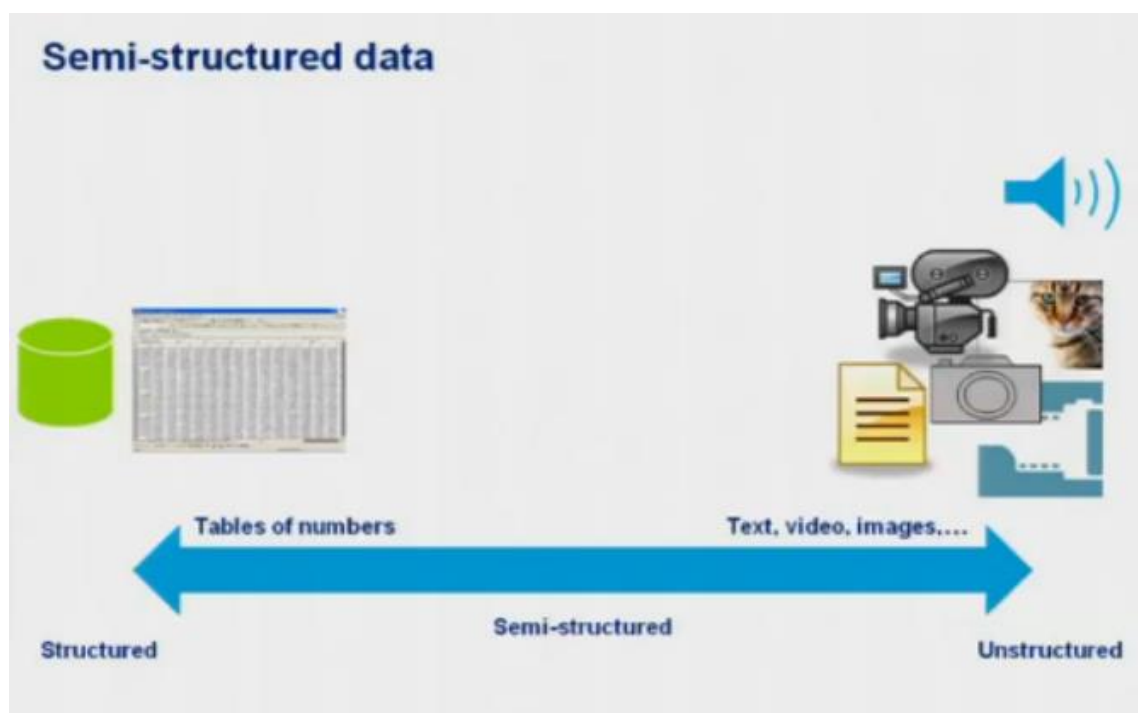 Semi-structured data
Tables of numbers
Text, video, images,....
Semi-structured
Structured
Unstructured